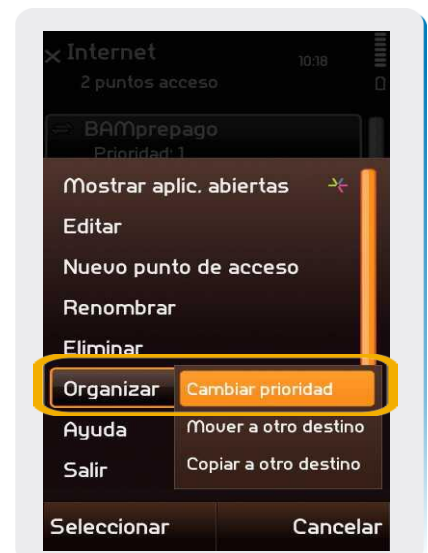 Internet
10:18
2 puntos acceso
BAMprepago
Prioridad: 1
Mostrar aplic. abiertas
Editar
Nuevo punto de acceso
Renombrar
Eliminar
Organizar
Cambiar prioridad
Ayuda
Mover a otro destino
Salir
Copiar a otro destino
Seleccionar
Cancelar